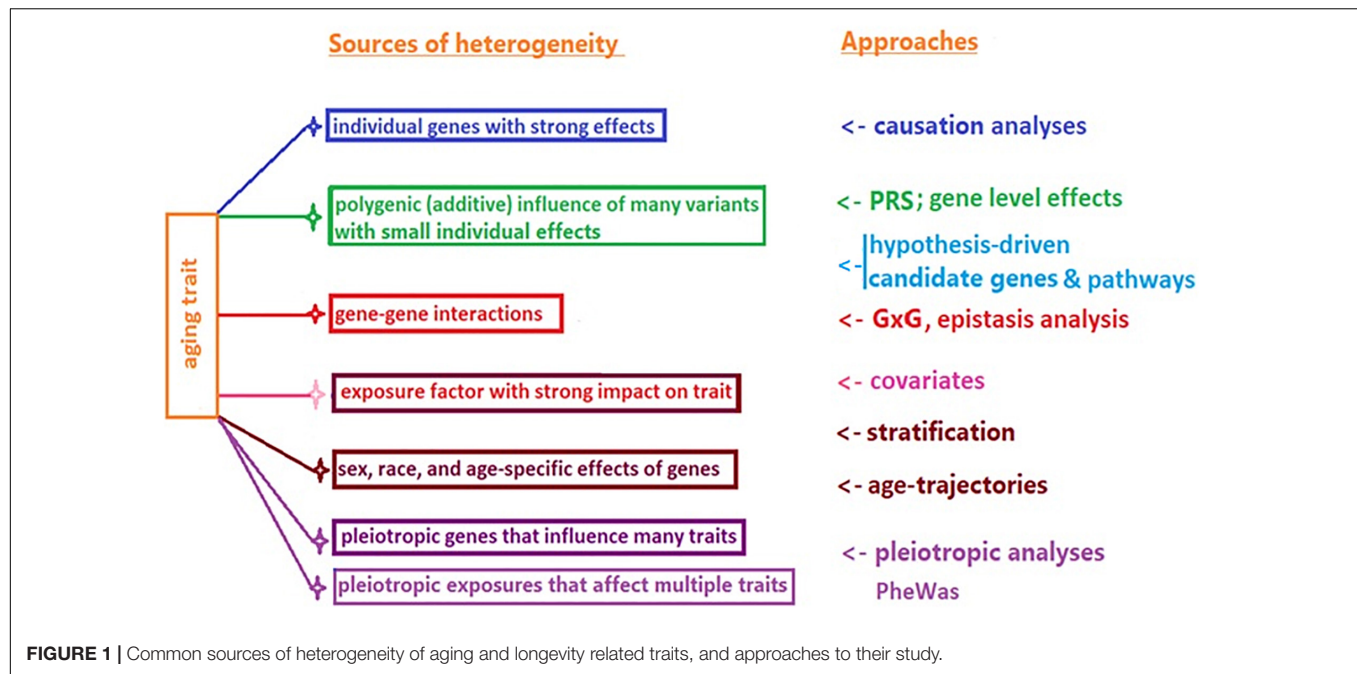 Sources of heterogeneity
Approaches
aging trait
individual genes with strong effects
<- causation analyses
polygenic (additive) influence of many variants
with small individual effects
<- PRS; gene level effects
<- hypothesis-driven
candidate genes & pathways
gene-gene interactions
<- GxG, epistasis analysis
exposure factor with strong impact on trait
<- covariates
<- stratification
sex, race, and age-specific effects of genes
<- age-trajectories
pleiotropic genes that influence many traits
<- pleiotropic analyses
PheWas
pleiotropic exposures that affect multiple traits
FIGURE 1 | Common sources of heterogeneity of aging and longevity related traits, and approaches to their study.